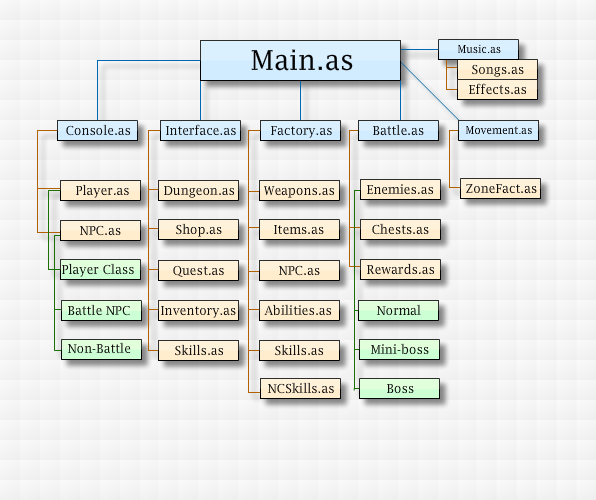 Main.as
Music.as
Songs.as
Effects.as
Console.as
Interface.as
Factory.as
Battle.as
Movement.as
Player.as
Dungeon.as
Weapons.as
Enemies.as
ZoneFact.as
NPC.as
Shop.as
Items.as
Chests.as
Player Class
Quest.as
NPC.as
Rewards.as
Battle NPC
Inventory.as
Abilities.as
Normal
Non-Battle
Skills.as
Skills.as
Mini-boss
NCSkills.as
Boss